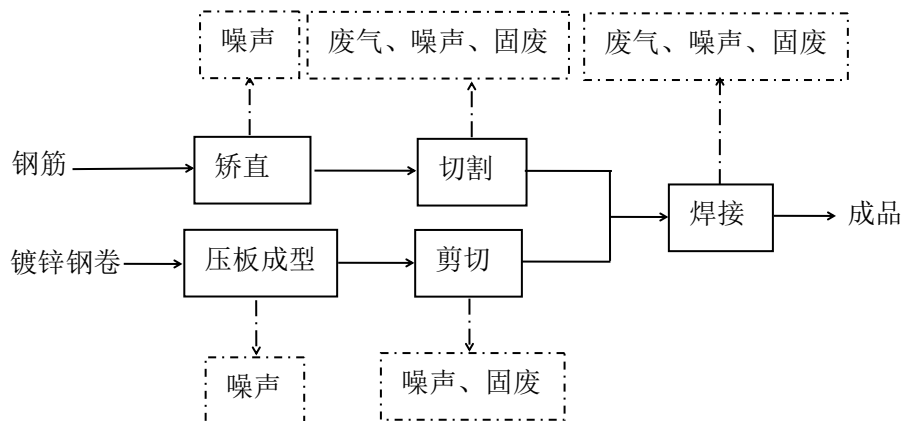 噪声
废气、噪声、固废
废气、噪声、固废
钢筋
矫直
切割
焊接
成品
镀锌钢卷
压板成型
剪切
噪声
噪声、固废